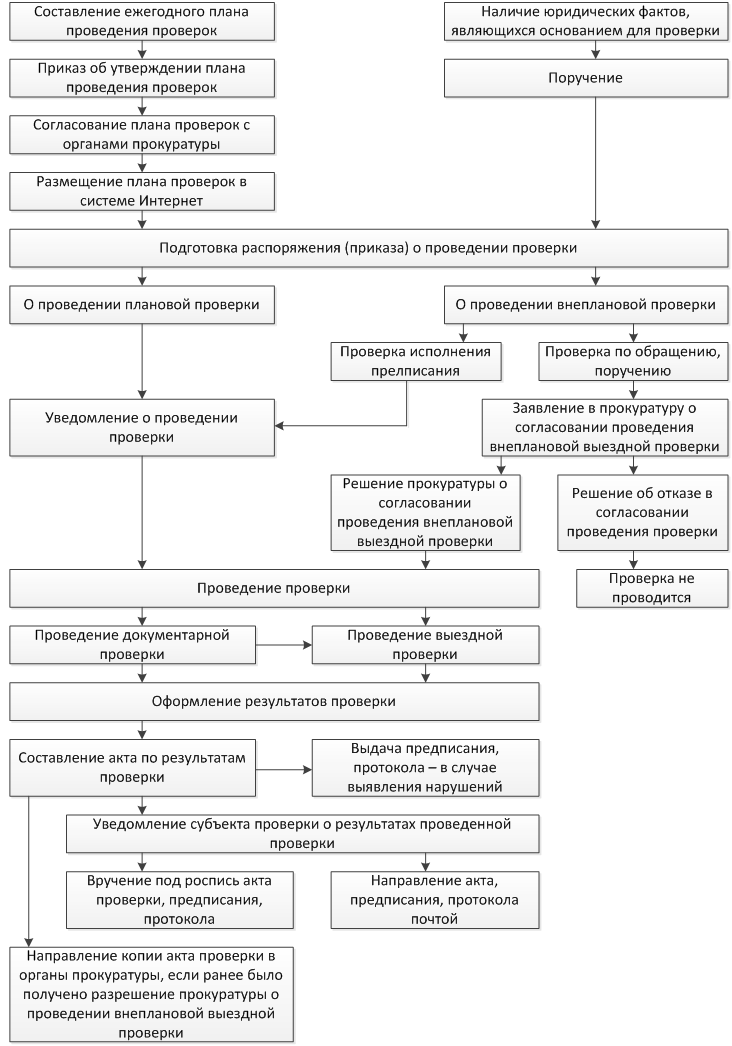 Составление ежегодного плана
проведения проверок
Наличие юридических фактов,
являющихся основанием для проверки
Приказ об утверждении плана
проведения проверок
Поручение
Согласование плана проверок с
органами прокуратуры
Размещение плана проверок в
системе Интернет
Подготовка распоряжения (приказа) о проведении проверки
О проведении плановой проверки
О проведении внеплановой проверки
Проверка исполнения
прелписания
Проверка по обращению,
поручению
Уведомление о проведении
проверки
Заявление в прокуратуру о
согласовании проведения
внеплановой выездной проверки
Решение прокуратуры о
согласовании
проведения внеплановой
выездной проверки
Решение об отказе в
согласовании
проведения проверки
Проведение проверки
Проверка не
проводится
Проведение документарной
проверки
Проведение выездной
проверки
Оформление результатов проверки
Составление акта по результатам
проверки
Выдача предписания,
протокола – в случае
выявления нарушений
Уведомление субъекта проверки о результатах проведенной
проверки
Вручение под роспись акта
проверки, предписания,
протокола
Направление акта,
предписания, протокола
почтой
Направление копии акта проверки в
органы прокуратуры, если ранее было
получено разрешение прокуратуры о
проведении внеплановой выездной
проверки